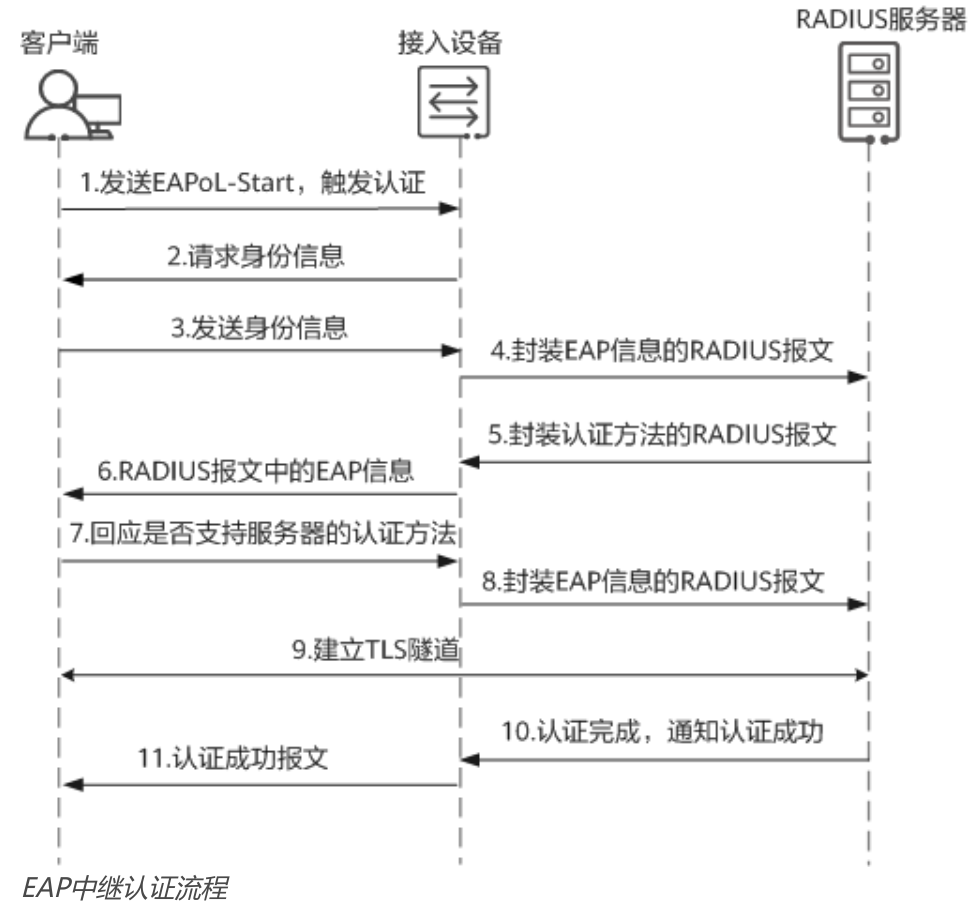 RADIUS服务器
客户端
接入设备
1.发送EAPoL-Start，触发认证
2.请求身份信息
3.发送身份信息
4.封装EAP信息的RADIUS报文
5.封装认证方法的RADIUS报文
6.RADIUS报文中的EAP信息
7.回应是否支持服务器的认证方法
8.封装EAP信息的RADIUS报文
9.建立TLS隧道
10.认证完成，通知认证成功
11.认证成功报文
EAP中继认证流程